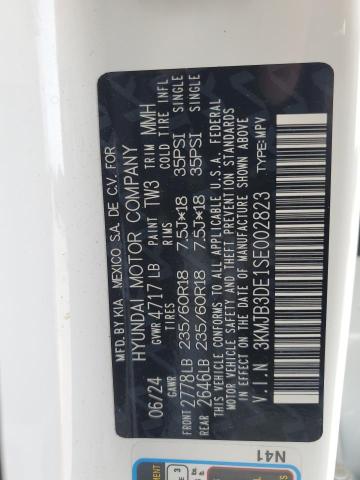 MFD. BY KIA MEXICO S.A. DE C.V. FOR
HYUNDAI MOTOR COMPANY
GVWR 4717 LB PAINT TW3 TRIM MMH
06/24 GAWR TIRES RIMS COLD TIRE INFL
FRONT 2778LB 235/60R18 7.5J×18 35PSI SINGLE
REAR 2646LB 235/60R18 7.5J×18 35PSI SINGLE
THIS VEHICLE CONFORMS TO ALL APPLICABLE U.S.A. FEDERAL
MOTOR VEHICLE SAFETY AND THEFT PREVENTION STANDARDS
IN EFFECT ON THE DATE OF MANUFACTURE SHOWN ABOVE.
V.I.N 3KMJB3DE1SE002823 TYPE:MPV
N41